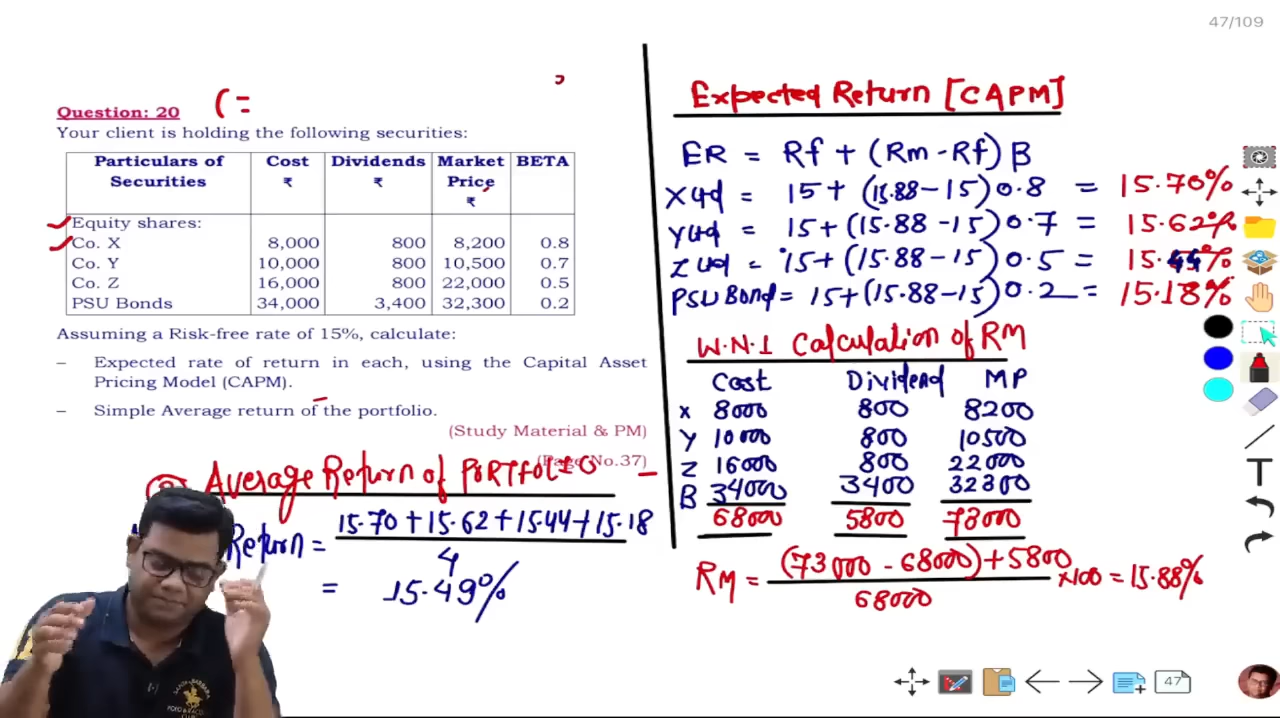 47/109
Question: 20 (=
Your client is holding the following securities:
Particulars of Securities Cost ₹ Dividends ₹ Market Price ₹ BETA
Equity shares:
Co. X 8,000 800 8,200 0.8
Co. Y 10,000 800 10,500 0.7
Co. Z 16,000 800 22,000 0.5
PSU Bonds 34,000 3,400 32,300 0.2
Assuming a Risk-free rate of 15%, calculate:
– Expected rate of return in each, using the Capital Asset
Pricing Model (CAPM).
– Simple Average return of the portfolio.
(Study Material & PM)
(Page No.37)
Average Return of PORTFOLIO
Return = 15.70 + 15.62 + 15.44 + 15.18
4
= 15.49%
Expected Return [CAPM]
ER = Rf + (Rm - Rf) β
X Ltd = 15 + (15.88 - 15) 0.8 = 15.70%
Y Ltd = 15 + (15.88 - 15) 0.7 = 15.62%
Z Ltd = 15 + (15.88 - 15) 0.5 = 15.44%
PSU Bond = 15 + (15.88 - 15) 0.2 = 15.18%
W.N.1 Calculation of RM
Cost Dividend MP
X 8000 800 8200
Y 10000 800 10500
Z 16000 800 22000
B 34000 3400 32300
68000 5800 73000
RM = (73000 - 68000) + 5800 ×100 = 15.88%
68000
47